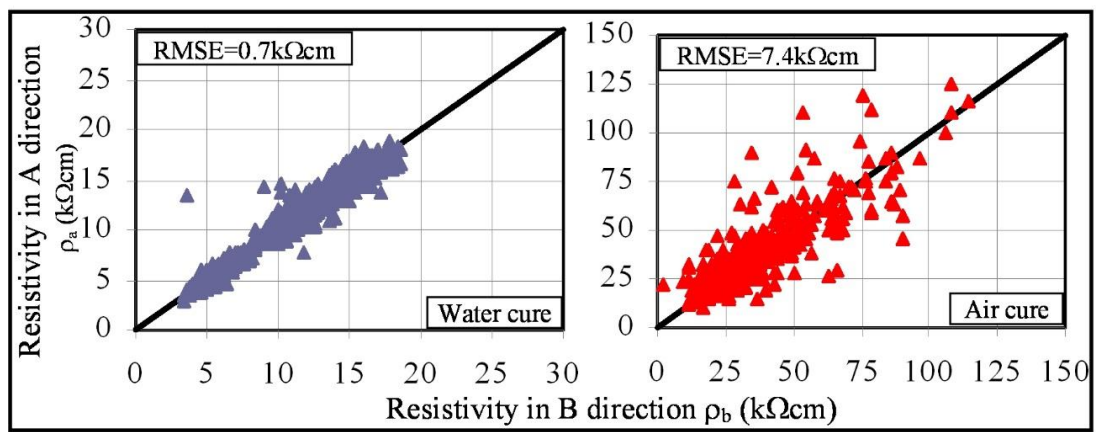 Resistivity in A direction
ρa (kΩcm)
30
25
20
15
10
5
0
RMSE=0.7kΩcm
Water cure
0 5 10 15 20 25 30
150
125
100
75
50
25
0
RMSE=7.4kΩcm
Air cure
0 25 50 75 100 125 150
Resistivity in B direction ρb (kΩcm)